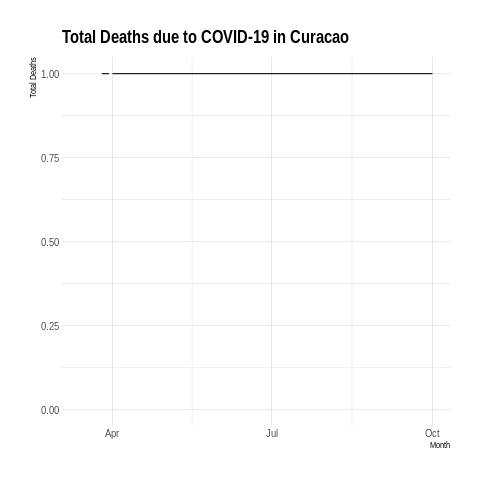 Total Deaths due to COVID-19 in Curacao
Total Deaths
1.00
0.75
0.50
0.25
0.00
Apr
Jul
Oct
Month